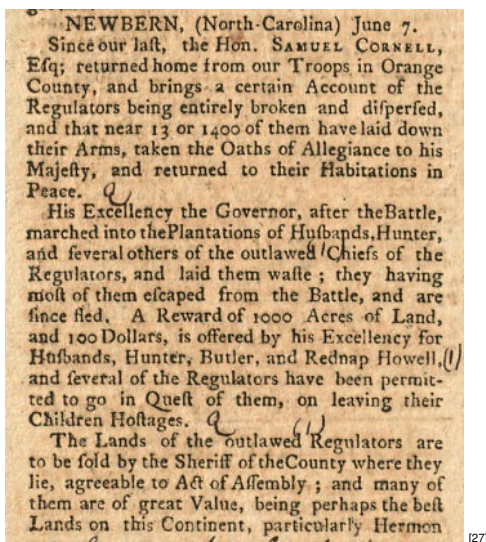 NEWBERN, (North-Carolina) June 7.
Since our laſt, the Hon. SAMUEL CORNELL,
Eſq; returned home from our Troops in Orange
County, and brings a certain Account of the
Regulators being entirely broken and diſperſed,
and that near 13 or 1400 of them have laid down
their Arms, taken the Oaths of Allegiance to his
Majeſty, and returned to their Habitations in
Peace.
His Excellency the Governor, after the Battle,
marched into the Plantations of Huſbands, Hunter,
and ſeveral others of the outlawed Chiefs of the
Regulators, and laid them waſte ; they having
moſt of them eſcaped from the Battle, and are
ſince fled. A Reward of 1000 Acres of Land,
and 100 Dollars, is offered by his Excellency for
Huſbands, Hunter, Butler, and Rednap Howell, (1)
and ſeveral of the Regulators have been permit-
ted to go in Queſt of them, on leaving their
Children Hoſtages.
The Lands of the outlawed Regulators are
to be ſold by the Sheriff of the County where they
lie, agreeable to Act of Aſſembly ; and many of
them are of great Value, being perhaps the beſt
Lands on this Continent, particularly Hermon
[27]